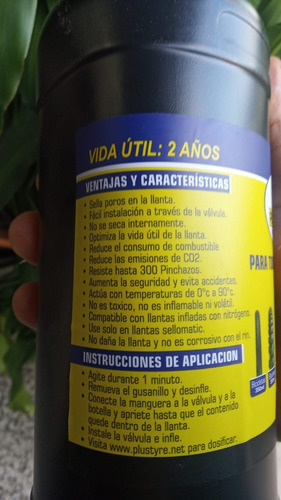 VIDA ÚTIL: 2 AÑOS
VENTAJAS Y CARACTERÍSTICAS
• Sella poros en la llanta.
• Fácil instalación a través de la válvula.
• No se seca internamente.
• Optimiza la vida útil de la llanta.
• Reduce el consumo de combustible
• Reduce las emisiones de CO2.
• Resiste hasta 300 Pinchazos.
• Aumenta la seguridad y evita accidentes.
• Actúa con temperaturas de 0°c a 90°c.
• No es toxico, no es inflamable ni volátil.
• Compatible con llantas infladas con nitrógeno.
• Use solo en llantas sellomatic.
• No daña la llanta y no es corrosivo con el rin.
INSTRUCCIONES DE APLICACION
• Agite durante 1 minuto.
• Remueva el gusanillo y desinfle.
• Conecte la manguera a la válvula y a la
botella y apriete hasta que el contenido
quede dentro de la llanta.
• Instale la válvula e infle.
• Visita www.plustyre.net para dosificar.
PARA TO
Bicicletas